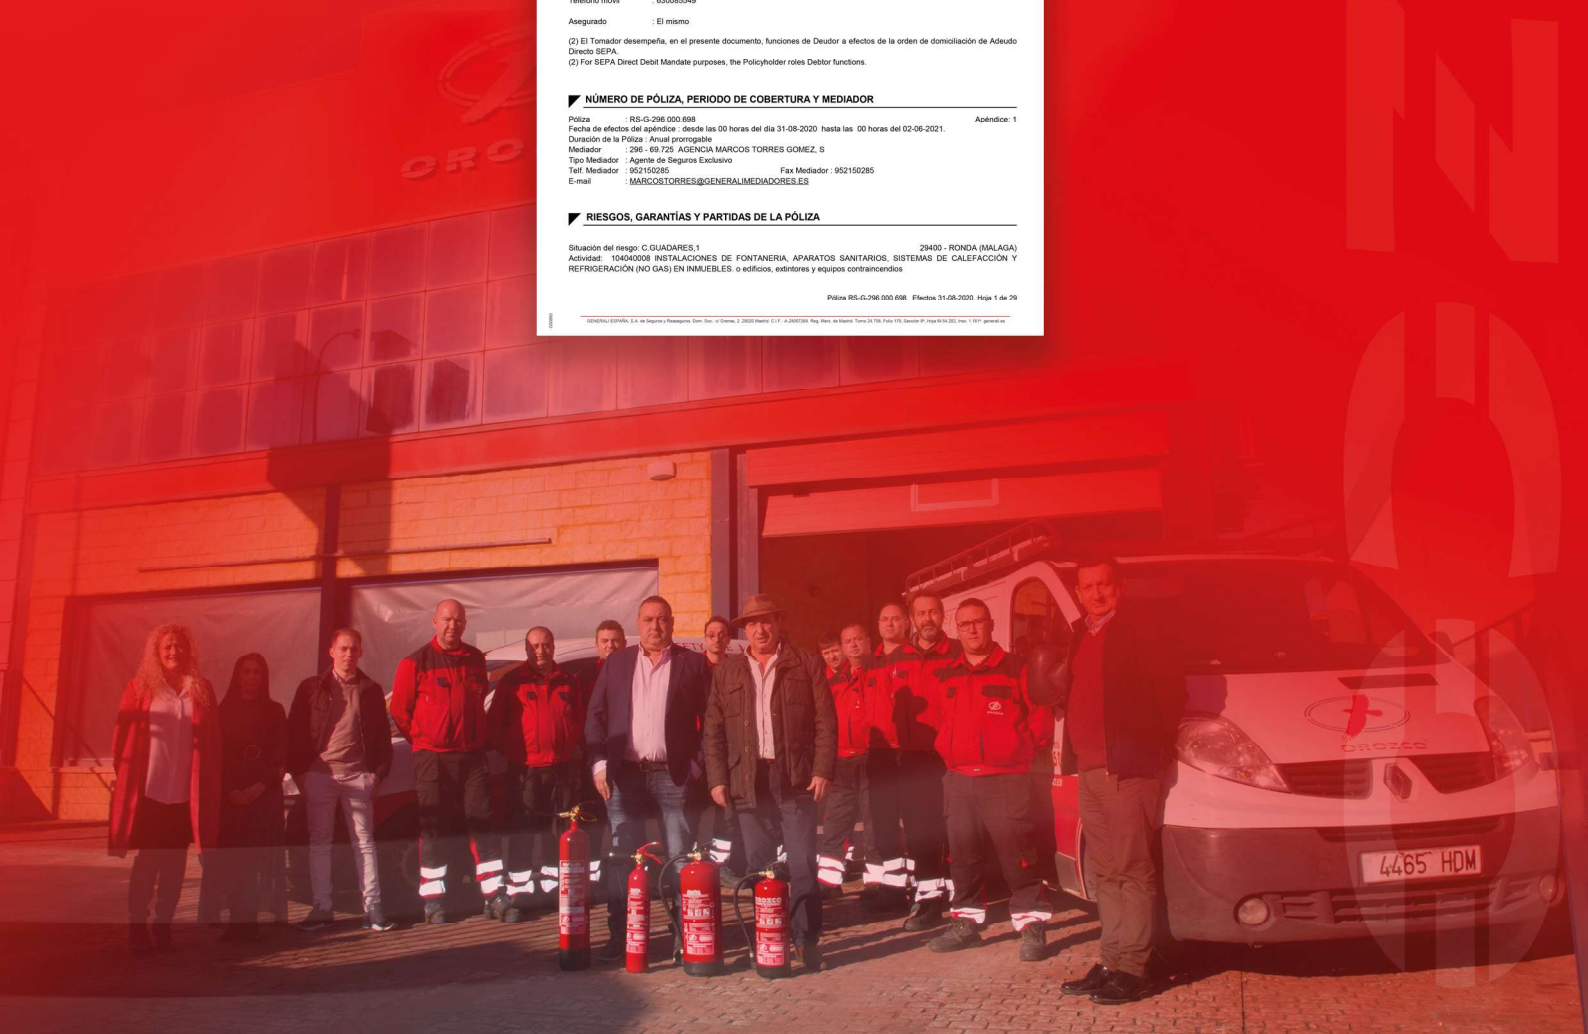 Asegurado : El mismo
(2) El Tomador desempeña, en el presente documento, funciones de Deudor a efectos de la orden de domiciliación de Adeudo
Directo SEPA.
(2) For SEPA Direct Debit Mandate purposes, the Policyholder roles Debtor functions.
NÚMERO DE PÓLIZA, PERIODO DE COBERTURA Y MEDIADOR
Póliza : RS-G-296.000.698 Apéndice: 1
Fecha de efectos del apéndice : desde las 00 horas del día 31-08-2020 hasta las 00 horas del 02-06-2021.
Duración de la Póliza : Anual prorrogable
Mediador : 296 - 69.725 AGENCIA MARCOS TORRES GOMEZ, S
Tipo Mediador : Agente de Seguros Exclusivo
Telf. Mediador : 952150285 Fax Mediador : 952150285
E-mail : MARCOSTORRES@GENERALIMEDIADORES.ES
RIESGOS, GARANTÍAS Y PARTIDAS DE LA PÓLIZA
Situación del riesgo: C.GUADARES,1 29400 - RONDA (MALAGA)
Actividad: 104040008 INSTALACIONES DE FONTANERIA, APARATOS SANITARIOS, SISTEMAS DE CALEFACCIÓN Y
REFRIGERACIÓN (NO GAS) EN INMUEBLES. o edificios, extintores y equipos contraincendios
Póliza RS-G-296.000.698. Efectos 31-08-2020. Hoja 1 de 29
GENERALI ESPAÑA, S.A. de Seguros y Reaseguros.
ORO
OROZCO
4465 HDM
OROZCO